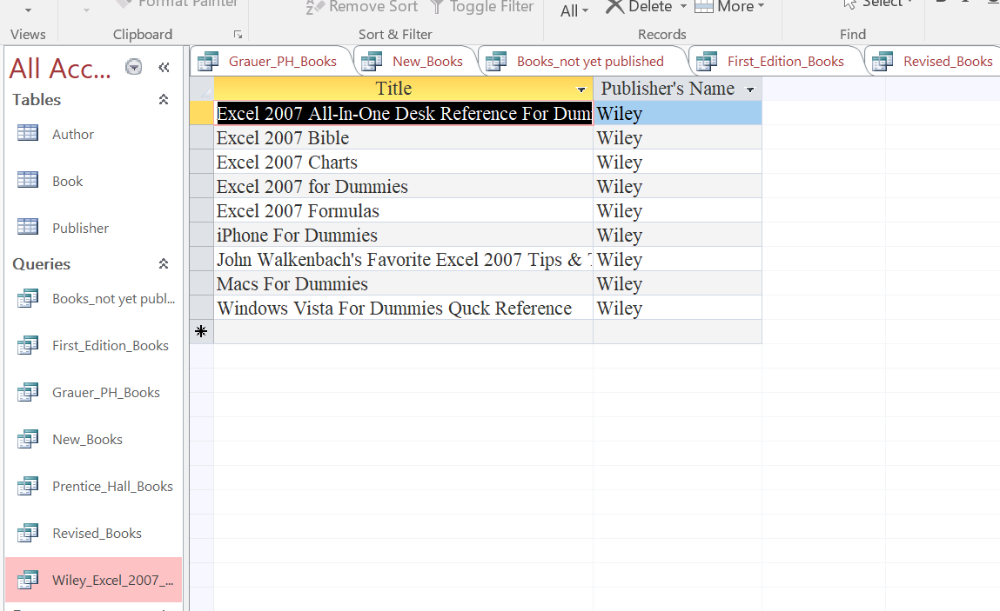 Format Painter
Remove Sort Toggle Filter All Delete More Select
Views Clipboard Sort & Filter Records Find
All Acc...
Tables
Author
Book
Publisher
Queries
Books_not yet publ...
First_Edition_Books
Grauer_PH_Books
New_Books
Prentice_Hall_Books
Revised_Books
Wiley_Excel_2007_...
Grauer_PH_Books New_Books Books_not yet published First_Edition_Books Revised_Books
Title Publisher's Name
Excel 2007 All-In-One Desk Reference For Dum Wiley
Excel 2007 Bible Wiley
Excel 2007 Charts Wiley
Excel 2007 for Dummies Wiley
Excel 2007 Formulas Wiley
iPhone For Dummies Wiley
John Walkenbach's Favorite Excel 2007 Tips & Wiley
Macs For Dummies Wiley
Windows Vista For Dummies Quck Reference Wiley